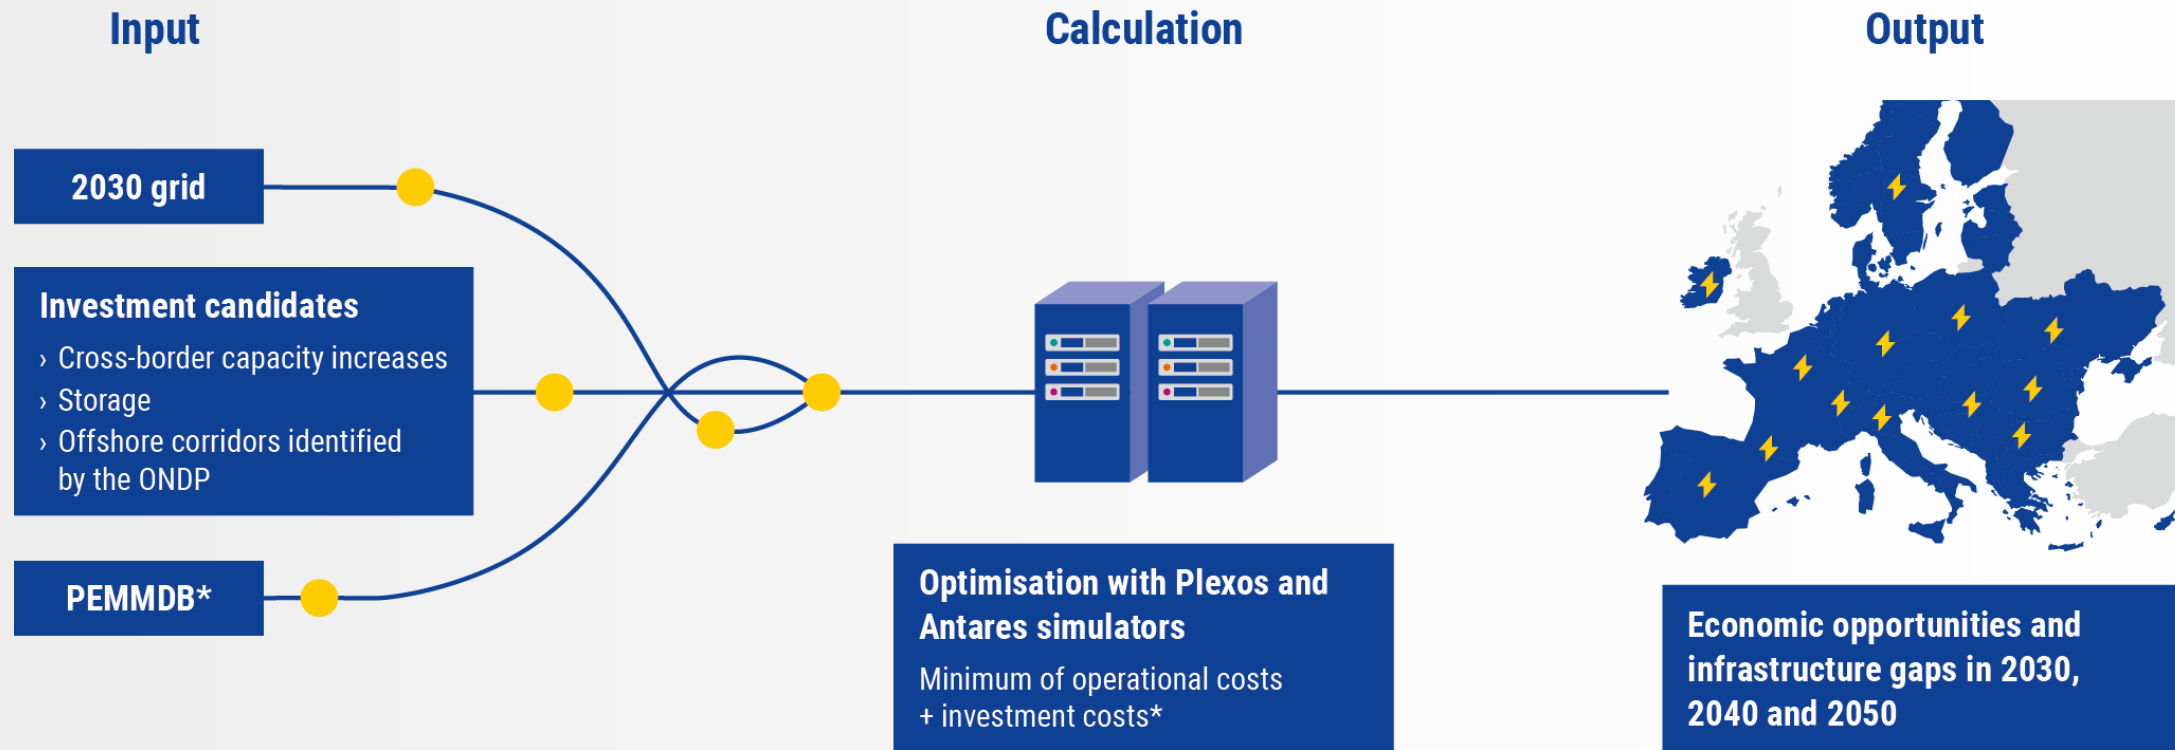 Input
Calculation
Output
2030 grid
Investment candidates
› Cross-border capacity increases
› Storage
› Offshore corridors identified
by the ONDP
PEMMDB*
Optimisation with Plexos and
Antares simulators
Minimum of operational costs
+ investment costs*
Economic opportunities and
infrastructure gaps in 2030,
2040 and 2050